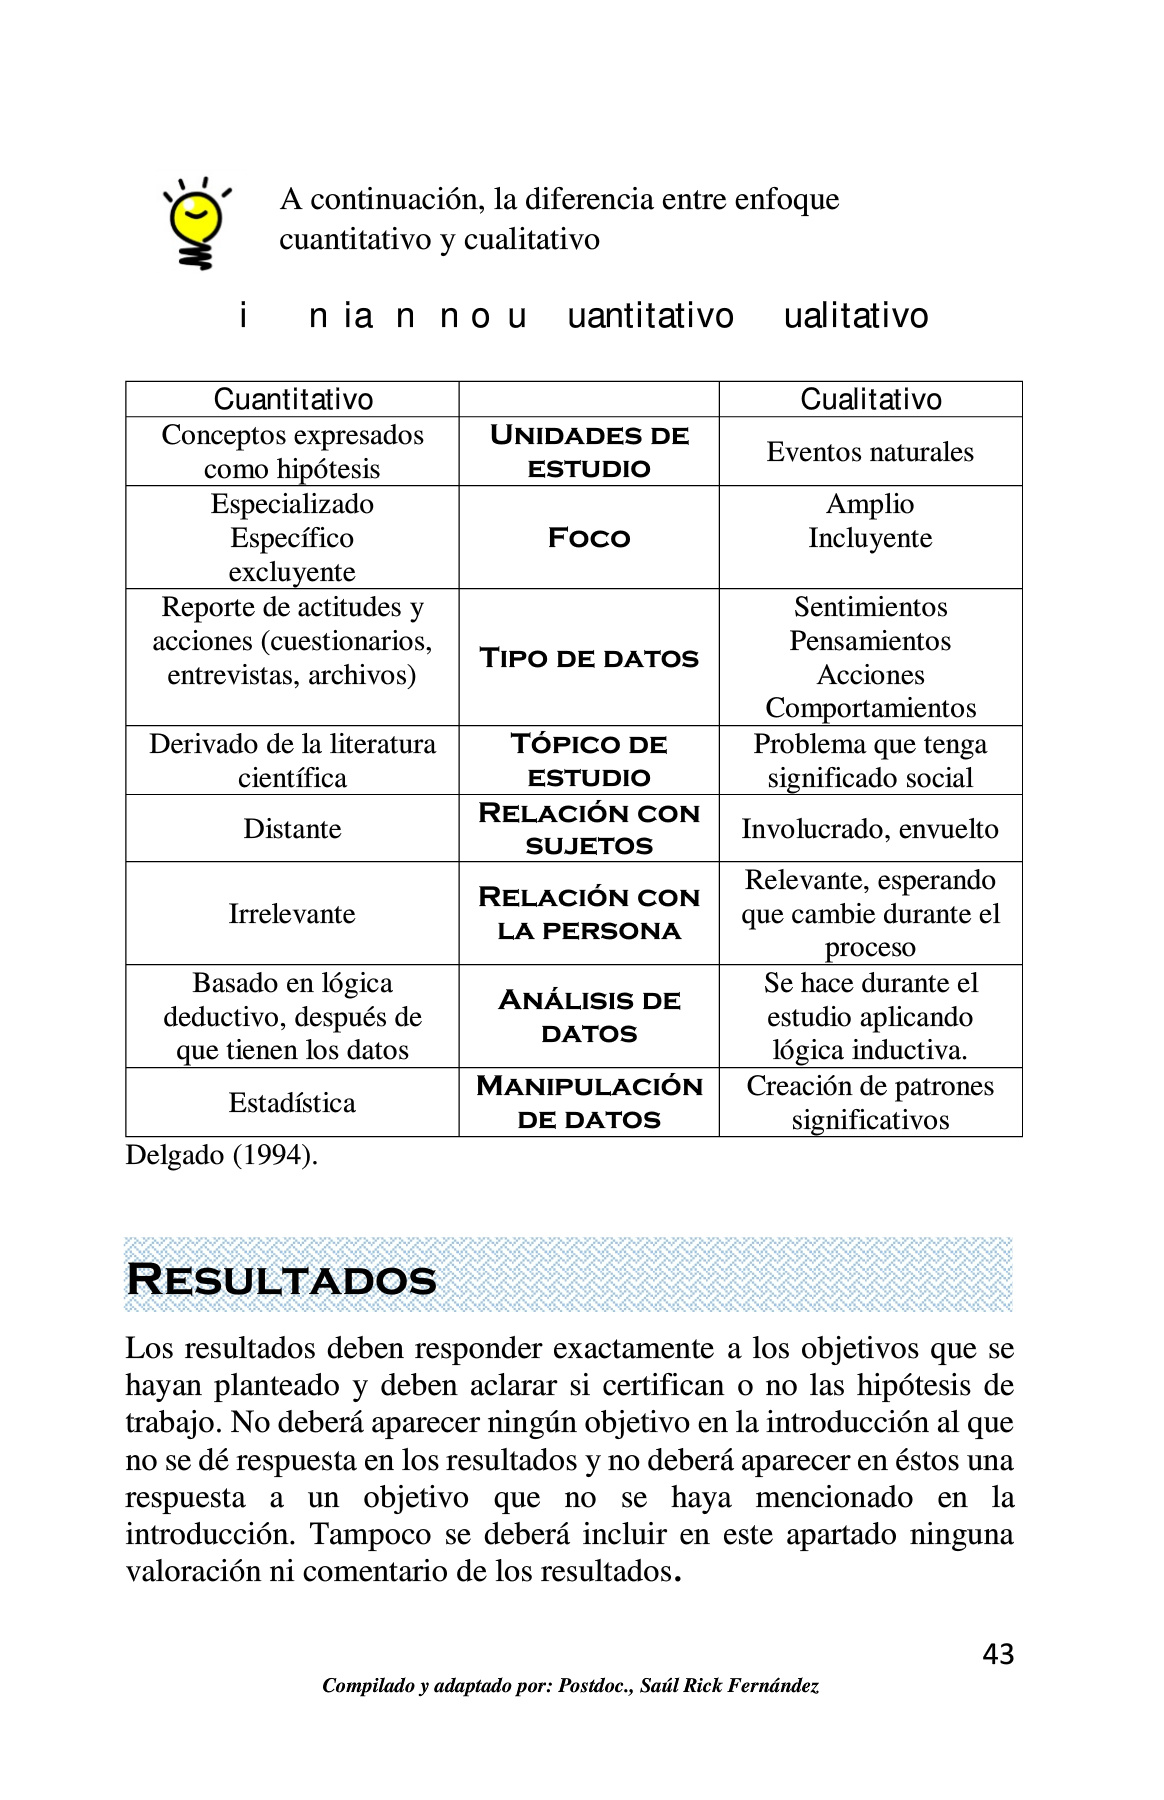 A continuación, la diferencia entre enfoque
cuantitativo y cualitativo
i n ia n n o u uantitativo ualitativo
Cuantitativo
Cualitativo
Conceptos expresados
como hipótesis
UNIDADES DE
ESTUDIO
Eventos naturales
Especializado
Específico
excluyente
FOCO
Amplio
Incluyente
Reporte de actitudes y
acciones (cuestionarios,
entrevistas, archivos)
TIPO DE DATOS
Sentimientos
Pensamientos
Acciones
Comportamientos
Derivado de la literatura
científica
TÓPICO DE
ESTUDIO
Problema que tenga
significado social
Distante
RELACIÓN CON
SUJETOS
Involucrado, envuelto
Irrelevante
RELACIÓN CON
LA PERSONA
Relevante, esperando
que cambie durante el
proceso
Basado en lógica
deductivo, después de
que tienen los datos
ANÁLISIS DE
DATOS
Se hace durante el
estudio aplicando
lógica inductiva.
Estadística
MANIPULACIÓN
DE DATOS
Creación de patrones
significativos
Delgado (1994).
RESULTADOS
Los resultados deben responder exactamente a los objetivos que se
hayan planteado y deben aclarar si certifican o no las hipótesis de
trabajo. No deberá aparecer ningún objetivo en la introducción al que
no se dé respuesta en los resultados y no deberá aparecer en éstos una
respuesta a un objetivo que no se haya mencionado en la
introducción. Tampoco se deberá incluir en este apartado ninguna
valoración ni comentario de los resultados.
43
Compilado y adaptado por: Postdoc., Saúl Rick Fernández